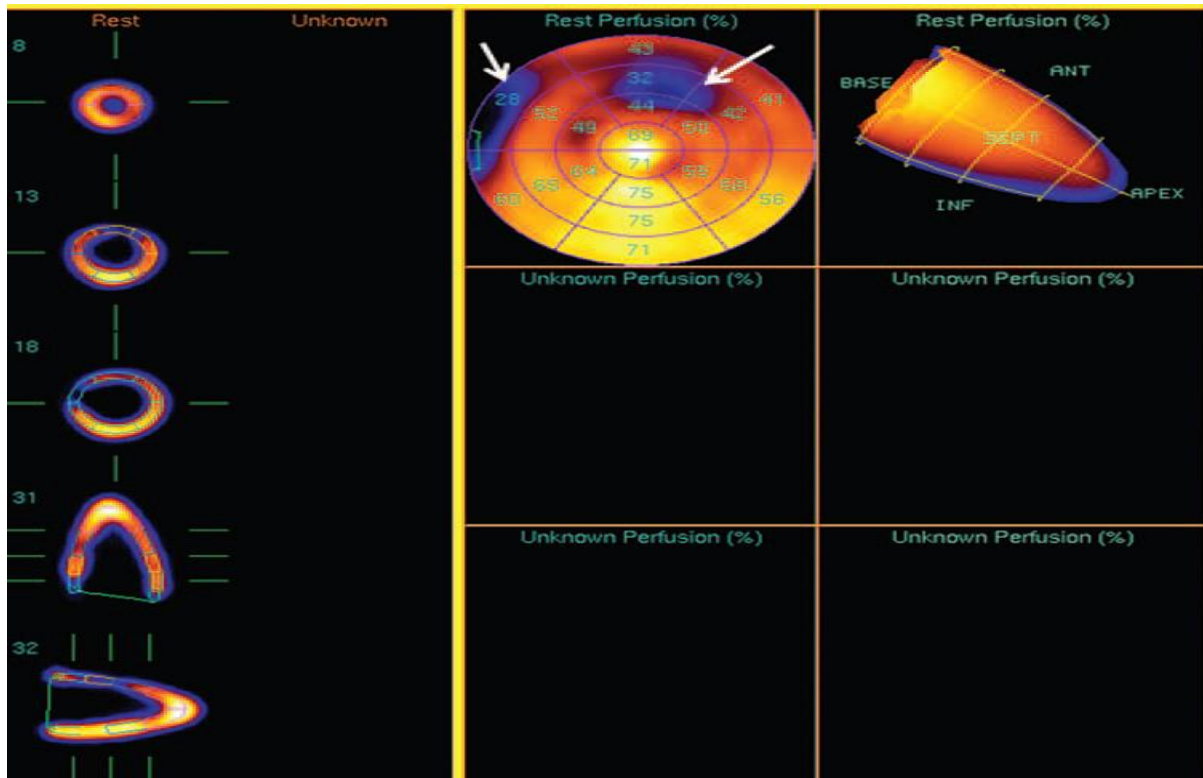 Rest Unknown
8
13
18
31
32
Rest Perfusion (%)
43
32
28 52 44 42 41
49 50
69
71
64 59
65 58
60 75 56
75
71
Rest Perfusion (%)
BASE
ANT
SEPT
INF
APEX
Unknown Perfusion (%)
Unknown Perfusion (%)
Unknown Perfusion (%)
Unknown Perfusion (%)